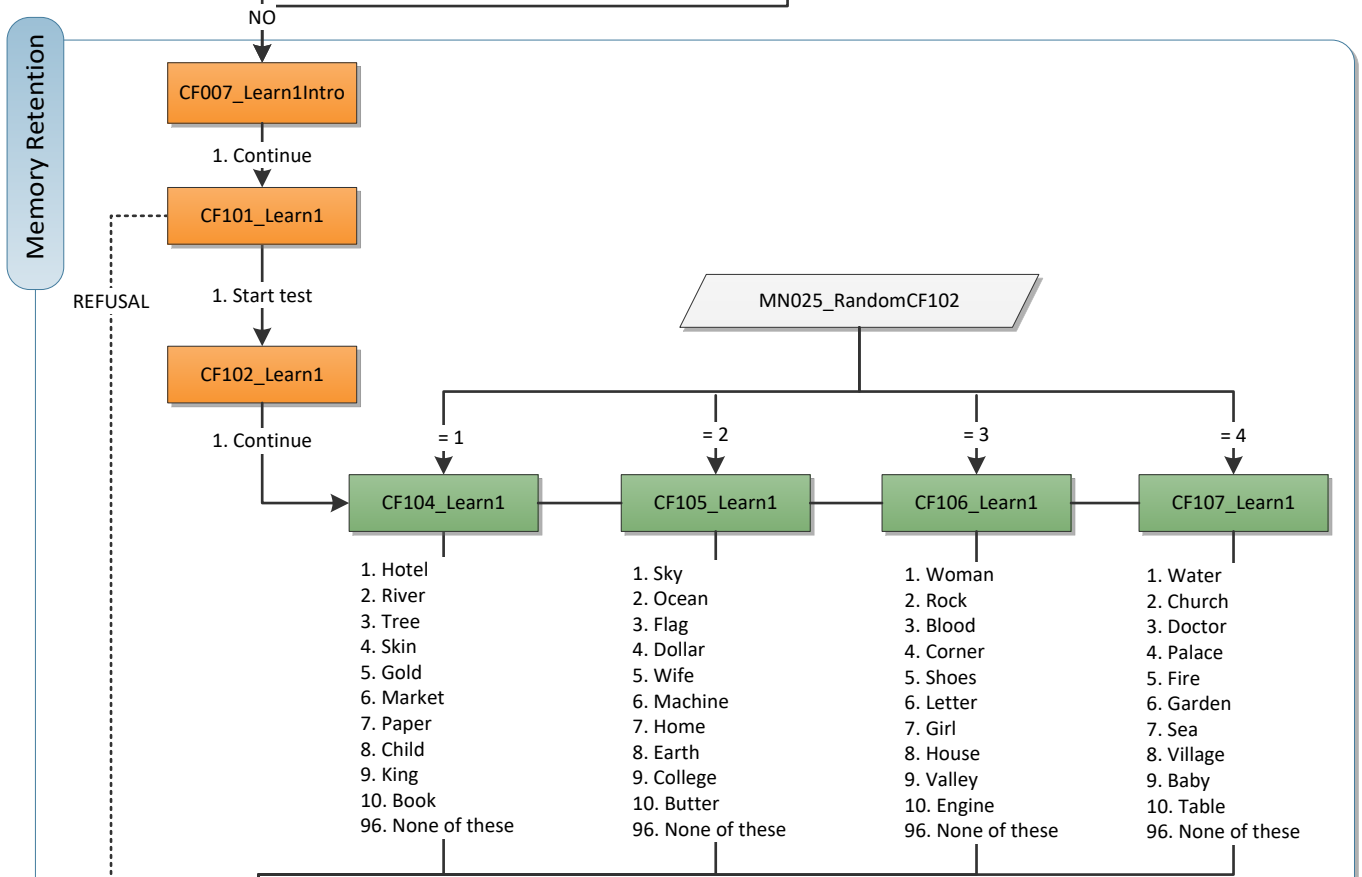 NO
Memory Retention
CF007_Learn1Intro
1. Continue
CF101_Learn1
REFUSAL
1. Start test
MN025_RandomCF102
CF102_Learn1
1. Continue
= 1
= 2
= 3
= 4
CF104_Learn1
CF105_Learn1
CF106_Learn1
CF107_Learn1
1. Hotel
2. River
3. Tree
4. Skin
5. Gold
6. Market
7. Paper
8. Child
9. King
10. Book
96. None of these
1. Sky
2. Ocean
3. Flag
4. Dollar
5. Wife
6. Machine
7. Home
8. Earth
9. College
10. Butter
96. None of these
1. Woman
2. Rock
3. Blood
4. Corner
5. Shoes
6. Letter
7. Girl
8. House
9. Valley
10. Engine
96. None of these
1. Water
2. Church
3. Doctor
4. Palace
5. Fire
6. Garden
7. Sea
8. Village
9. Baby
10. Table
96. None of these